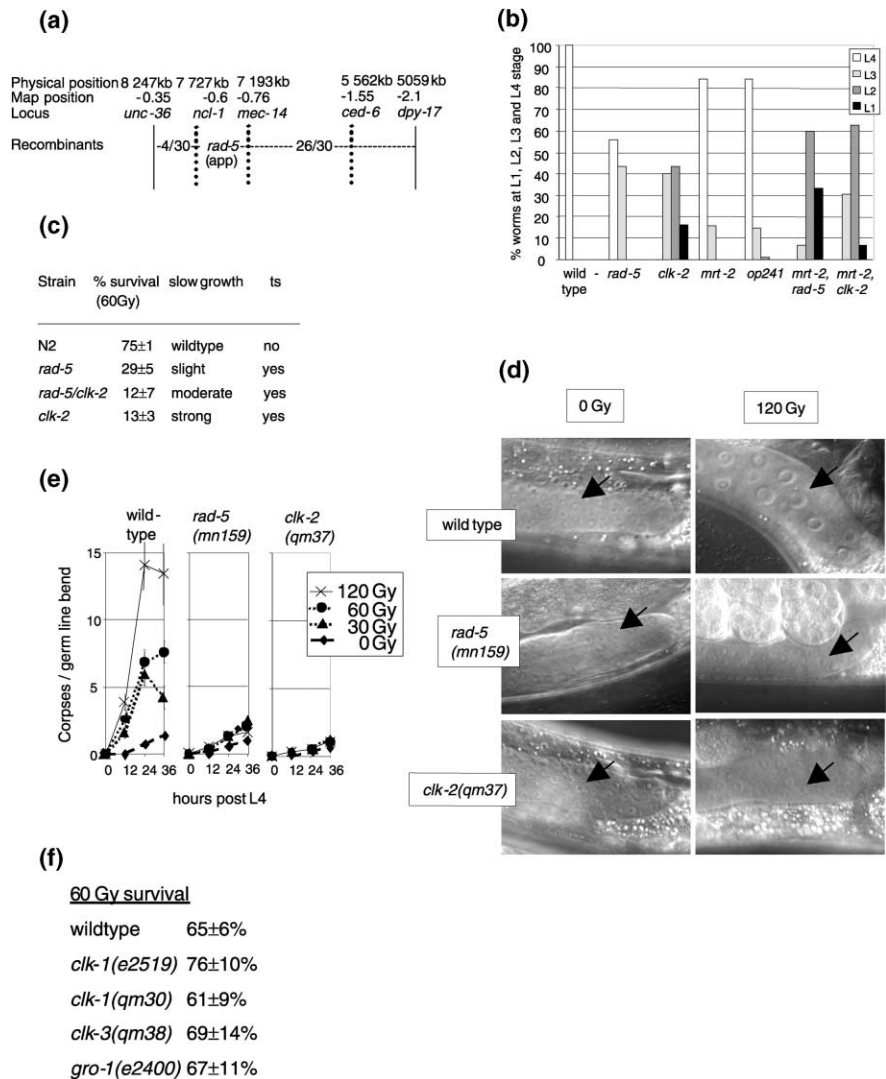 (a)
Physical position 8 247kb 7 727kb 7 193kb 5 562kb 5059kb
Map position -0.35 -0.6 -0.76 -1.55 -2.1
Locus unc-36 ncl-1 mec-14 ced-6 dpy-17
Recombinants -4/30 rad-5 26/30
(app)
(b)
% worms at L1, L2, L3 and L4 stage
100
90
80
70
60
50
40
30
20
10
0
L4
L3
L2
L1
wild - rad-5 clk-2 mrt-2 op241 mrt-2, mrt-2,
type rad-5 clk-2
(c)
Strain % survival slow growth ts
(60Gy)
N2 75±1 wildtype no
rad-5 29±5 slight yes
rad-5/clk-2 12±7 moderate yes
clk-2 13±3 strong yes
(d)
0 Gy 120 Gy
wild type
rad-5
(mn159)
clk-2(qm37)
(e)
wild- rad-5 clk-2
type (mn159) (qm37)
Corpses / germ line bend
15
10
5
0
120 Gy
60 Gy
30 Gy
0 Gy
0 12 24 36 0 12 24 36 0 12 24 36
hours post L4
(f)
60 Gy survival
wildtype 65±6%
clk-1(e2519) 76±10%
clk-1(qm30) 61±9%
clk-3(qm38) 69±14%
gro-1(e2400) 67±11%